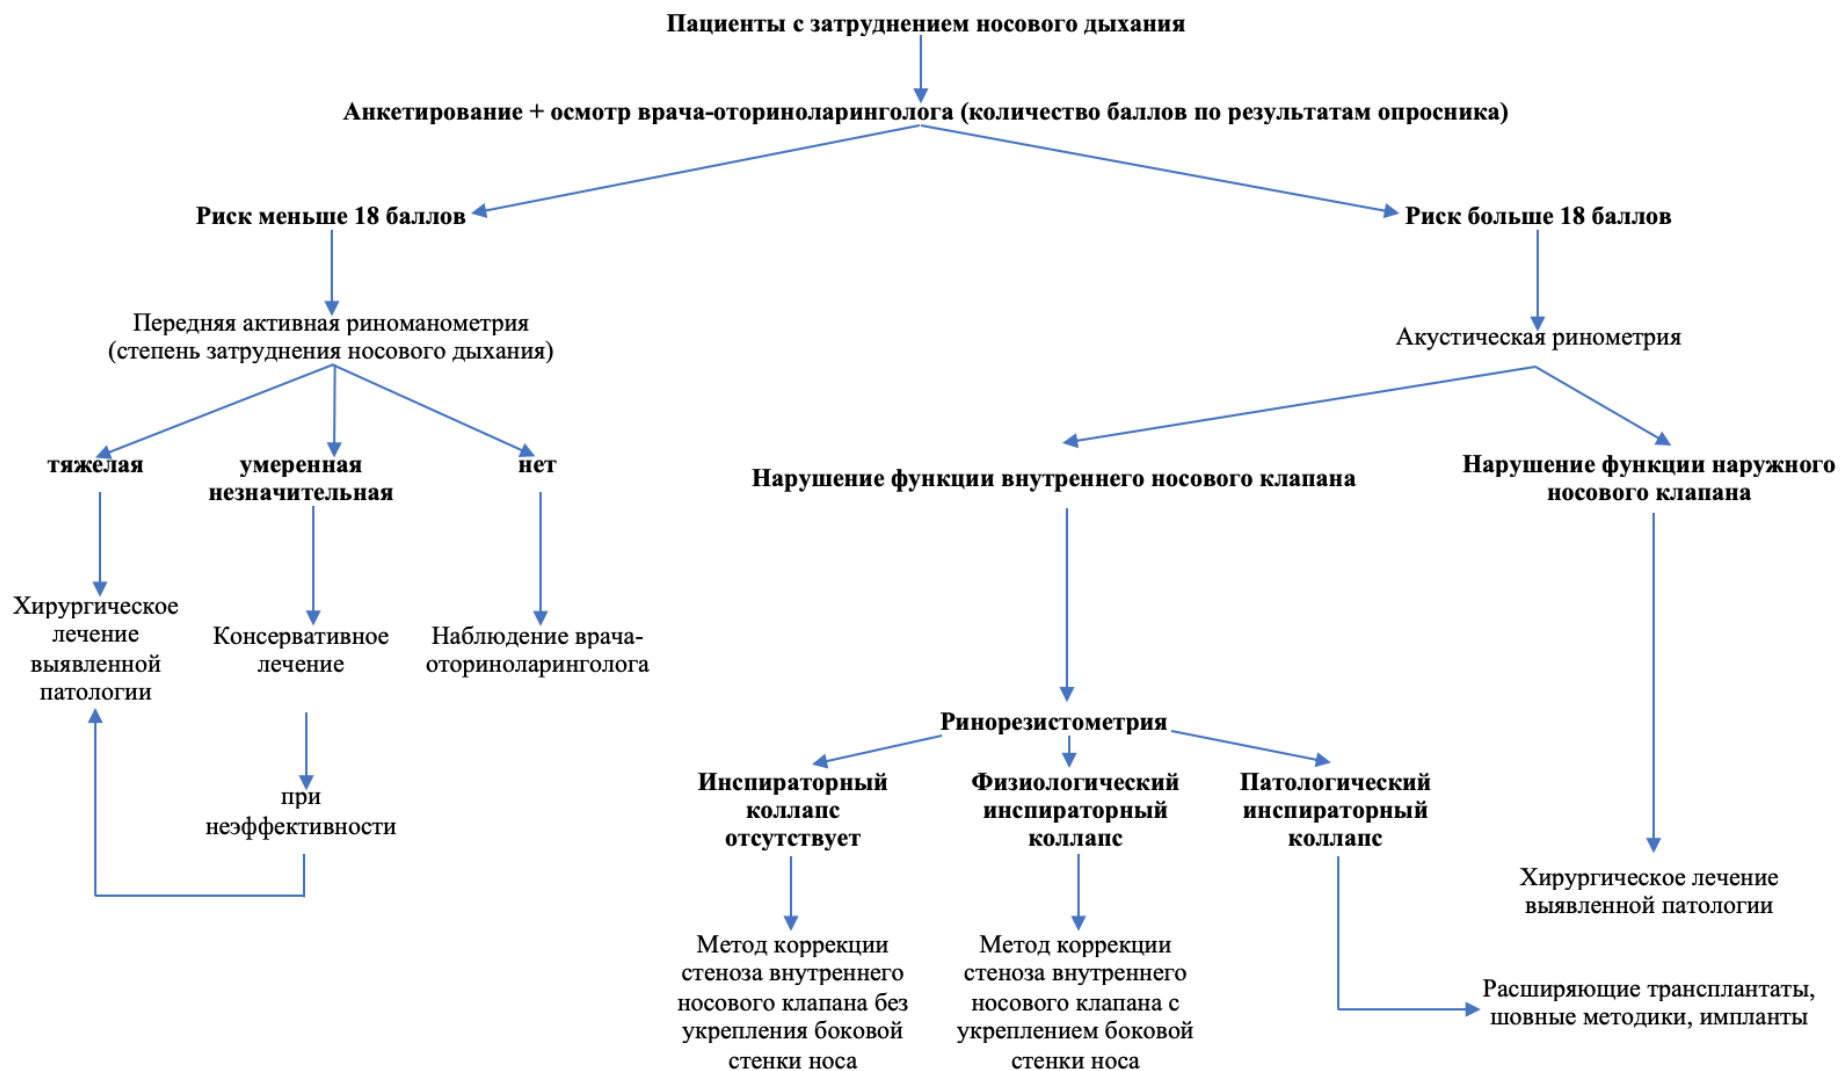 Пациенты с затруднением носового дыхания
Анкетирование + осмотр врача-оториноларинголога (количество баллов по результатам опросника)
Риск меньше 18 баллов
Риск больше 18 баллов
Передняя активная риноманометрия
(степень затруднения носового дыхания)
Акустическая ринометрия
тяжелая
умеренная
незначительная
нет
Нарушение функции внутреннего носового клапана
Нарушение функции наружного
носового клапана
Хирургическое
лечение
выявленной
патологии
Консервативное
лечение
Наблюдение врача-
оториноларинголога
при
неэффективности
Ринорезистометрия
Инспираторный
коллапс
отсутствует
Физиологический
инспираторный
коллапс
Патологический
инспираторный
коллапс
Хирургическое лечение
выявленной патологии
Метод коррекции
стеноза внутреннего
носового клапана без
укрепления боковой
стенки носа
Метод коррекции
стеноза внутреннего
носового клапана с
укреплением боковой
стенки носа
Расширяющие трансплантаты,
шовные методики, импланты